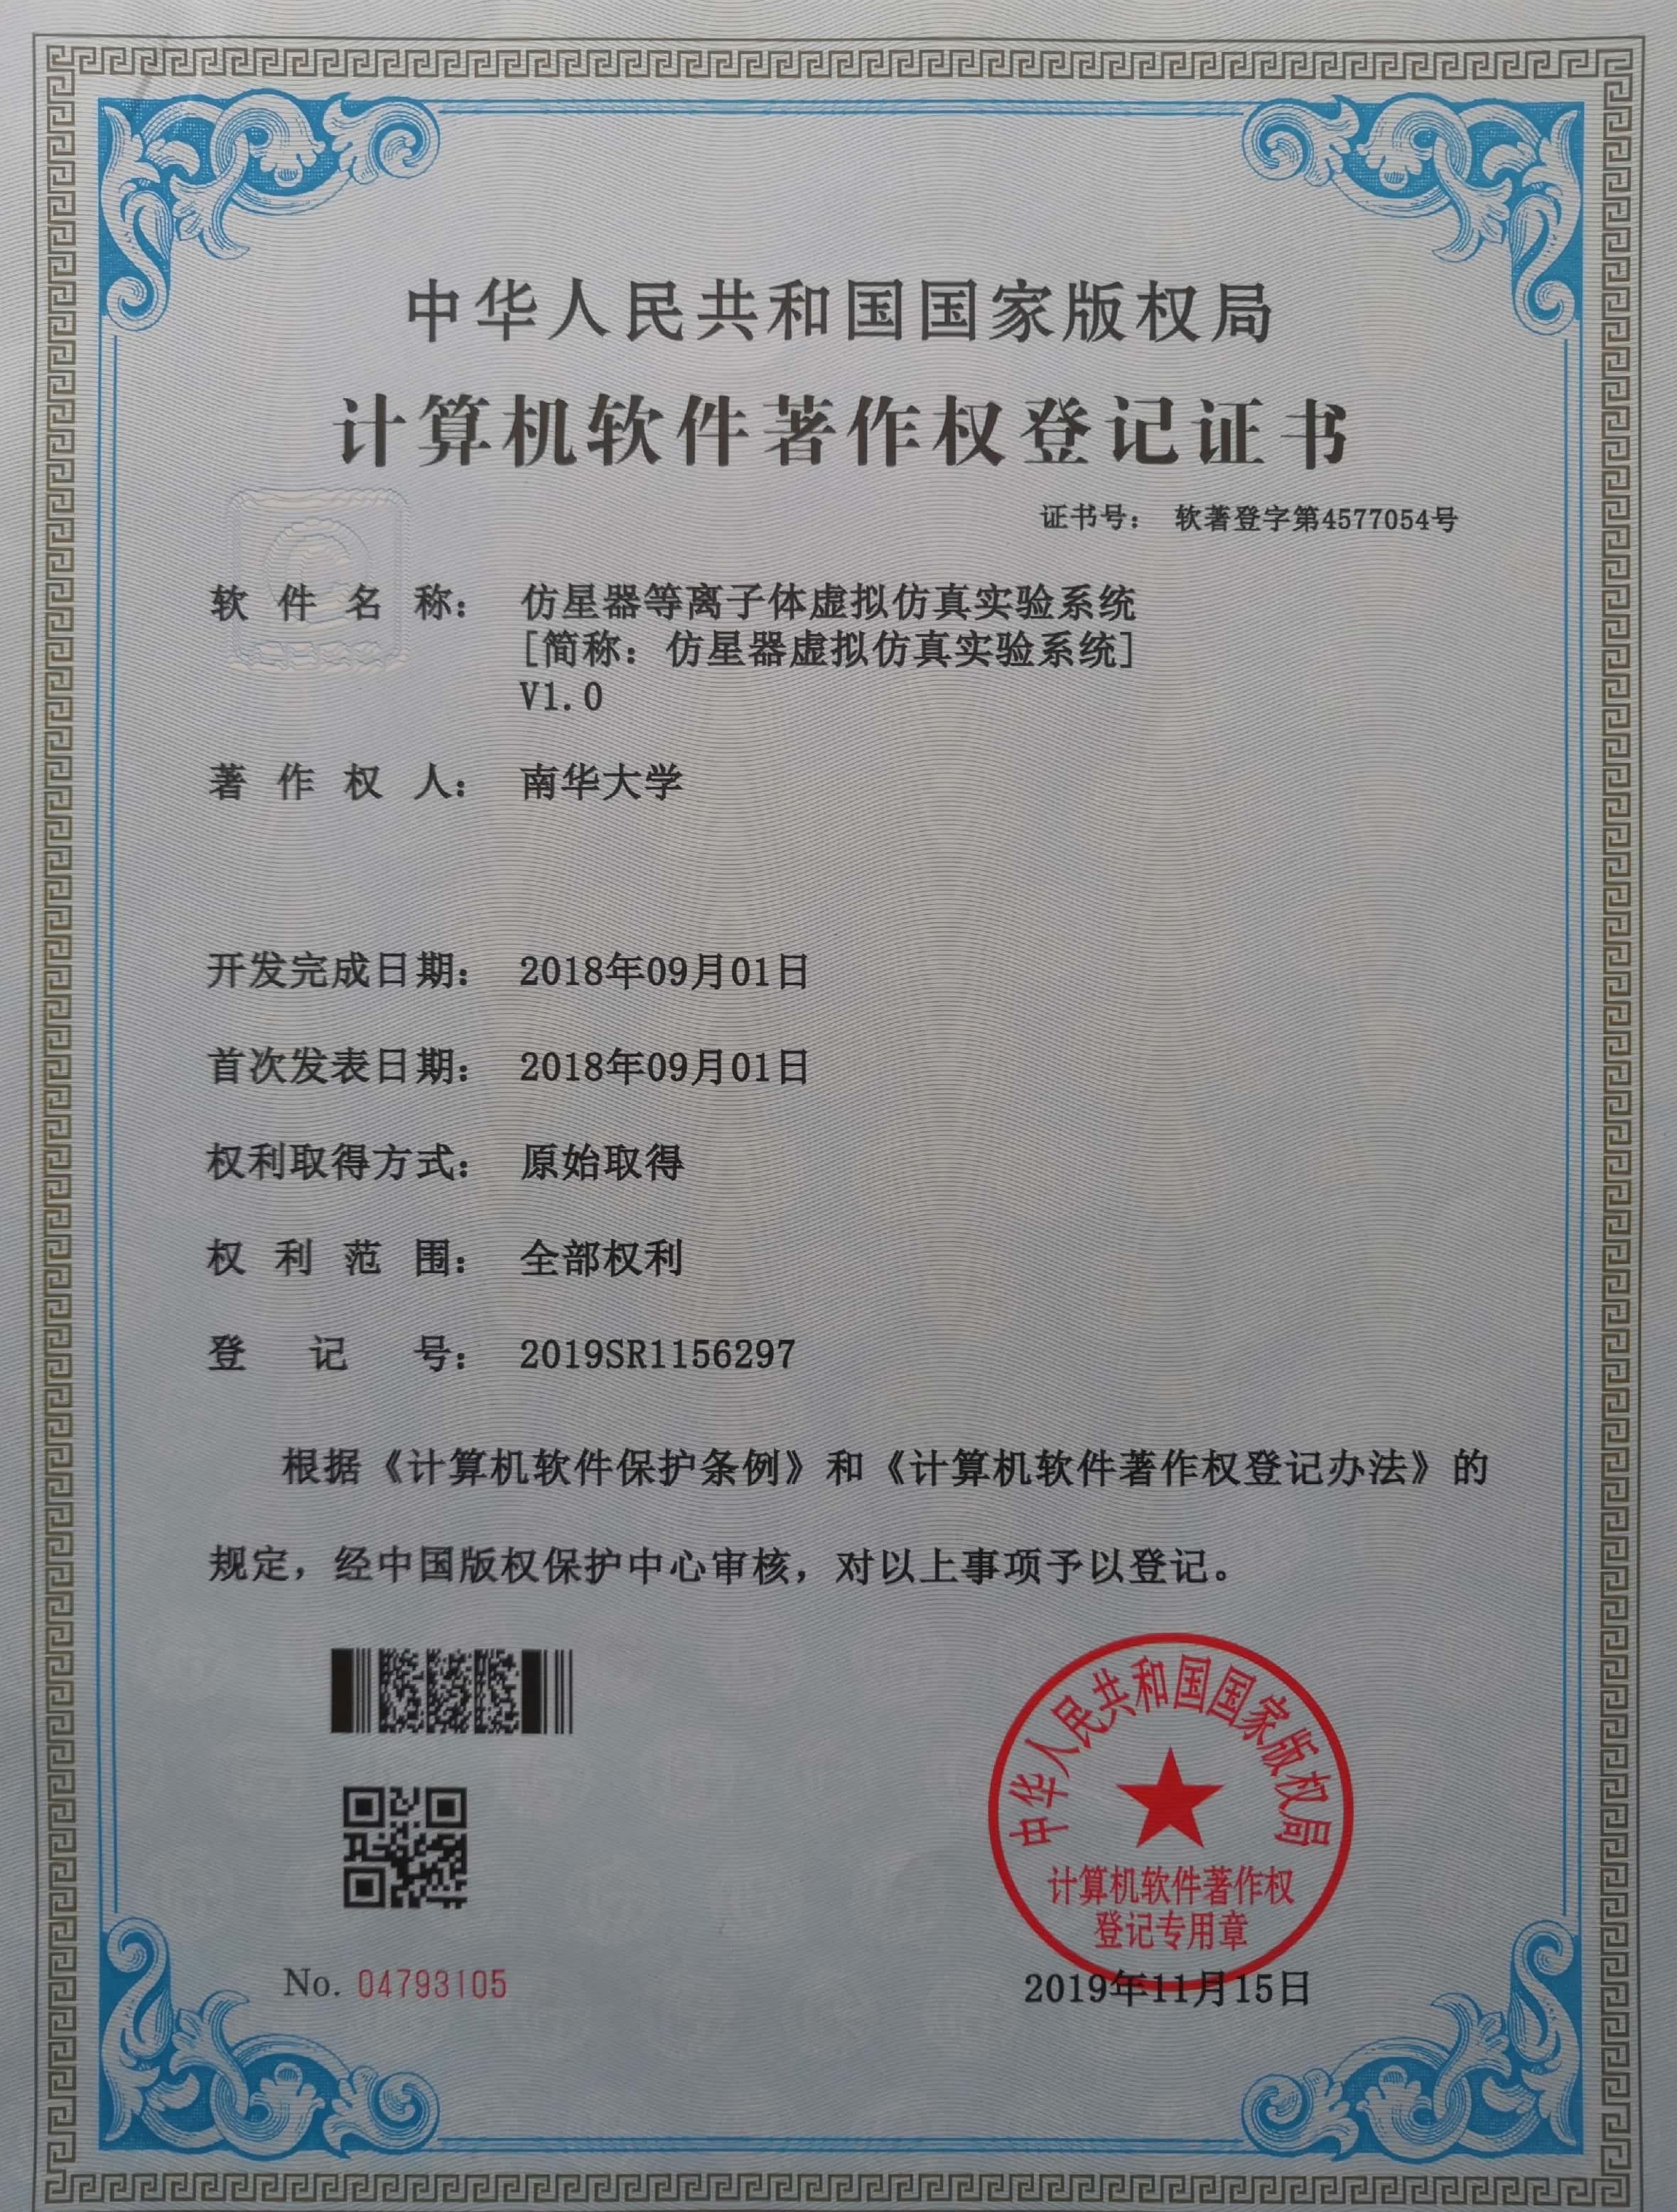 中华人民共和国国家版权局
计算机软件著作权登记证书
证书号： 软著登字第4577054号
软件名称： 仿星器等离子体虚拟仿真实验系统
[简称：仿星器虚拟仿真实验系统]
V1.0
著作权人： 南华大学
开发完成日期： 2018年09月01日
首次发表日期： 2018年09月01日
权利取得方式： 原始取得
权利范围： 全部权利
登记号： 2019SR1156297
根据《计算机软件保护条例》和《计算机软件著作权登记办法》的
规定，经中国版权保护中心审核，对以上事项予以登记。
中华人民共和国国家版权局
计算机软件著作权
登记专用章
No. 04793105
2019年11月15日